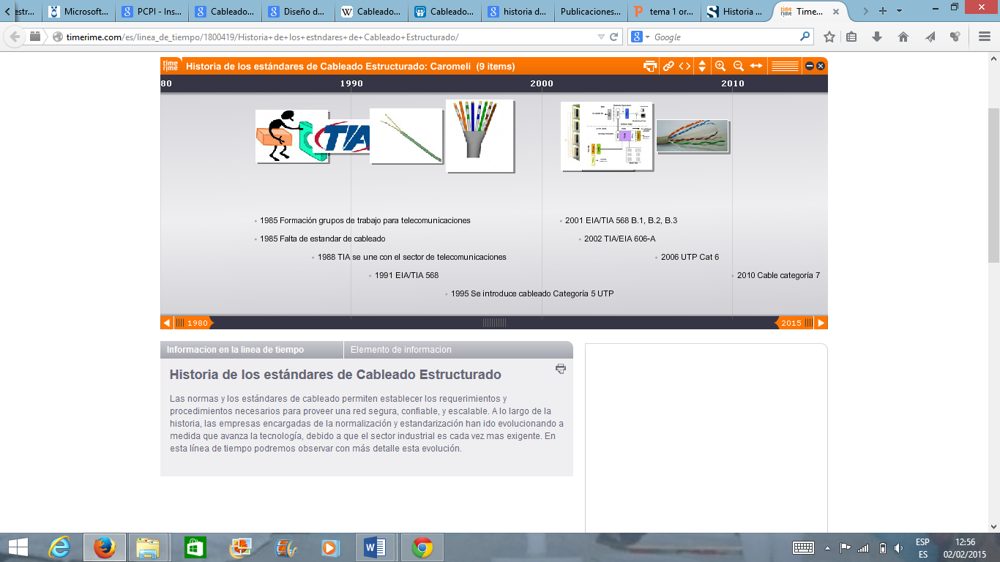 estr...
Microsoft...
PCPI - Ins...
Cableado...
Diseño d...
Cableado...
Cableado...
historia d...
Publicaciones...
tema 1 or...
Historia ...
Time...
timerime.com/es/linea_de_tiempo/1800419/Historia+de+los+estndares+de+Cableado+Estructurado/
Google
time rime
Historia de los estándares de Cableado Estructurado: Caromeli (9 items)
80 1990 2000 2010
TIA
1985 Formación grupos de trabajo para telecomunicaciones
2001 EIA/TIA 568 B.1, B.2, B.3
1985 Falta de estandar de cableado
2002 TIA/EIA 606-A
1988 TIA se une con el sector de telecomunicaciones
2006 UTP Cat 6
1991 EIA/TIA 568
2010 Cable categoría 7
1995 Se introduce cableado Categoría 5 UTP
1980 2015
Informacion en la linea de tiempo
Elemento de informacion
Historia de los estándares de Cableado Estructurado
Las normas y los estándares de cableado permiten establecer los requerimientos y
procedimientos necesarios para proveer una red segura, confiable, y escalable. A lo largo de la
historia, las empresas encargadas de la normalización y estandarización han ido evolucionando a
medida que avanza la tecnología, debido a que el sector industrial es cada vez mas exigente. En
esta línea de tiempo podremos observar con más detalle esta evolución.
ESP
ES
12:56
02/02/2015